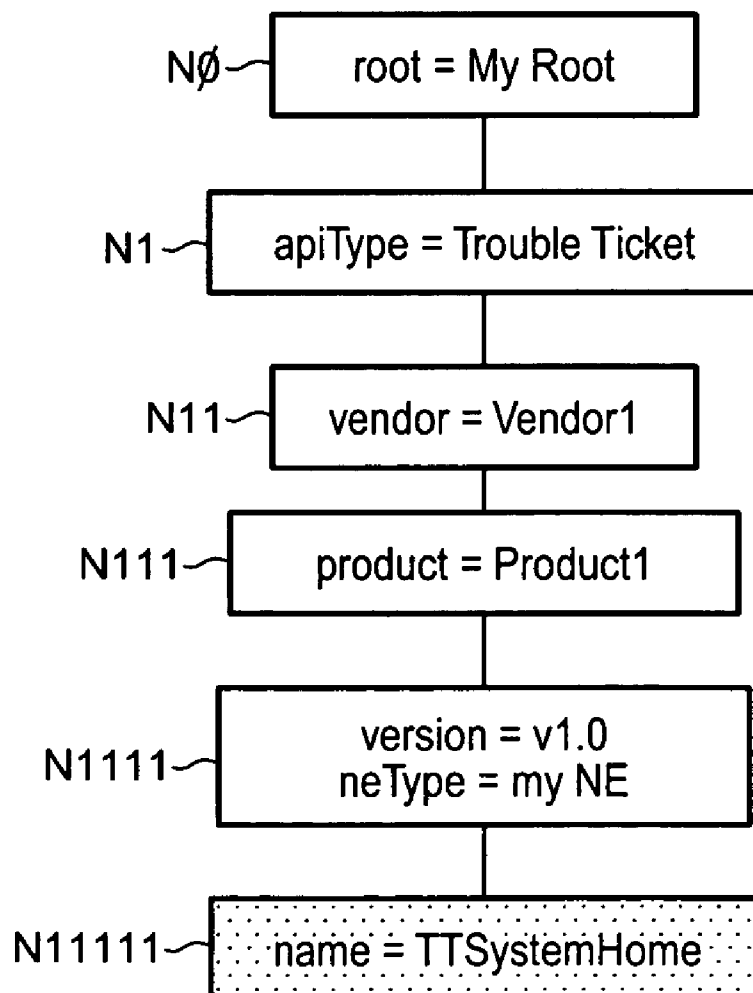 NØ
root = My Root
N1
apiType = Trouble Ticket
N11
vendor = Vendor1
N111
product = Product1
N1111
version = v1.0
neType = my NE
N11111
name = TTSystemHome